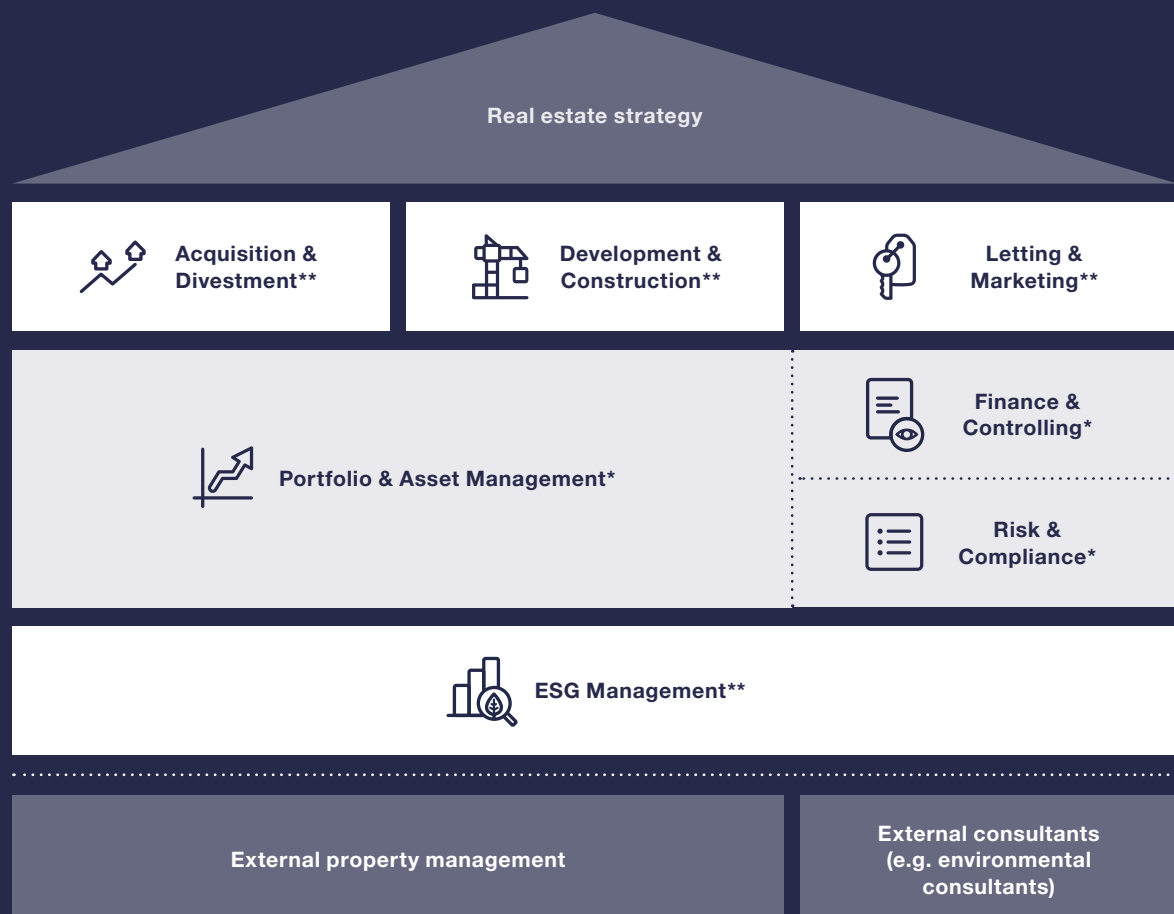 Real estate strategy
Acquisition &
Divestment**
Development &
Construction**
Letting &
Marketing**
Portfolio & Asset Management*
Finance &
Controlling*
Risk &
Compliance*
ESG Management**
External property management
External consultants
(e.g. environmental
consultants)